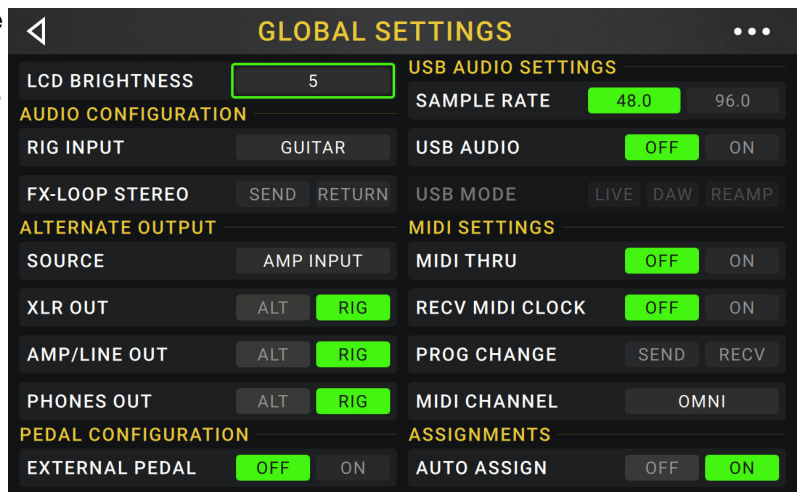 e
GLOBAL SETTINGS
LCD BRIGHTNESS 5
AUDIO CONFIGURATION
RIG INPUT GUITAR
FX-LOOP STEREO SEND RETURN
ALTERNATE OUTPUT
SOURCE AMP INPUT
XLR OUT ALT RIG
AMP/LINE OUT ALT RIG
PHONES OUT ALT RIG
PEDAL CONFIGURATION
EXTERNAL PEDAL OFF ON
USB AUDIO SETTINGS
SAMPLE RATE 48.0 96.0
USB AUDIO OFF ON
USB MODE LIVE DAW REAMP
MIDI SETTINGS
MIDI THRU OFF ON
RECV MIDI CLOCK OFF ON
PROG CHANGE SEND RECV
MIDI CHANNEL OMNI
ASSIGNMENTS
AUTO ASSIGN OFF ON